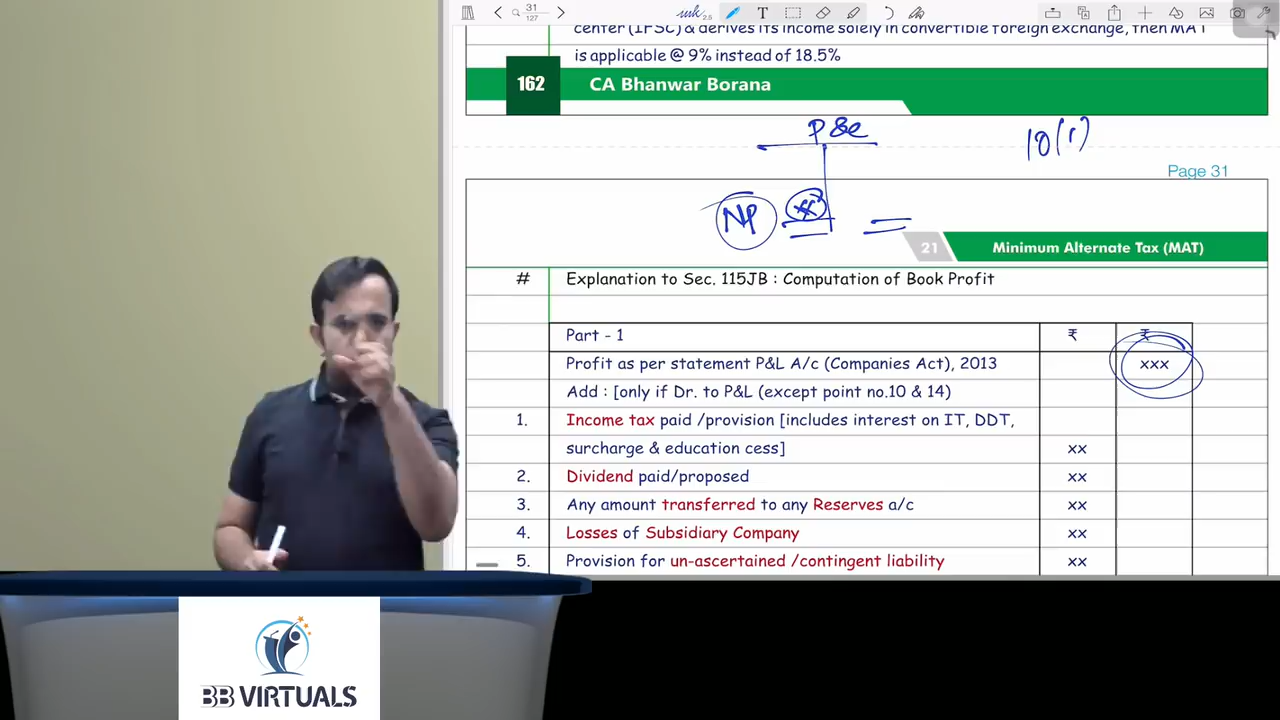 31
127
2.5
T
center (IFSC) & derives its income solely in convertible foreign exchange, then MAT
is applicable @ 9% instead of 18.5%
162 CA Bhanwar Borana
P&L
10(1)
Page 31
NP xx
21 Minimum Alternate Tax (MAT)
# Explanation to Sec. 115JB : Computation of Book Profit
Part - 1 ₹ ₹
Profit as per statement P&L A/c (Companies Act), 2013 xxx
Add : [only if Dr. to P&L (except point no.10 & 14)
1. Income tax paid /provision [includes interest on IT, DDT,
surcharge & education cess] xx
2. Dividend paid/proposed xx
3. Any amount transferred to any Reserves a/c xx
4. Losses of Subsidiary Company xx
5. Provision for un-ascertained /contingent liability xx
BB VIRTUALS